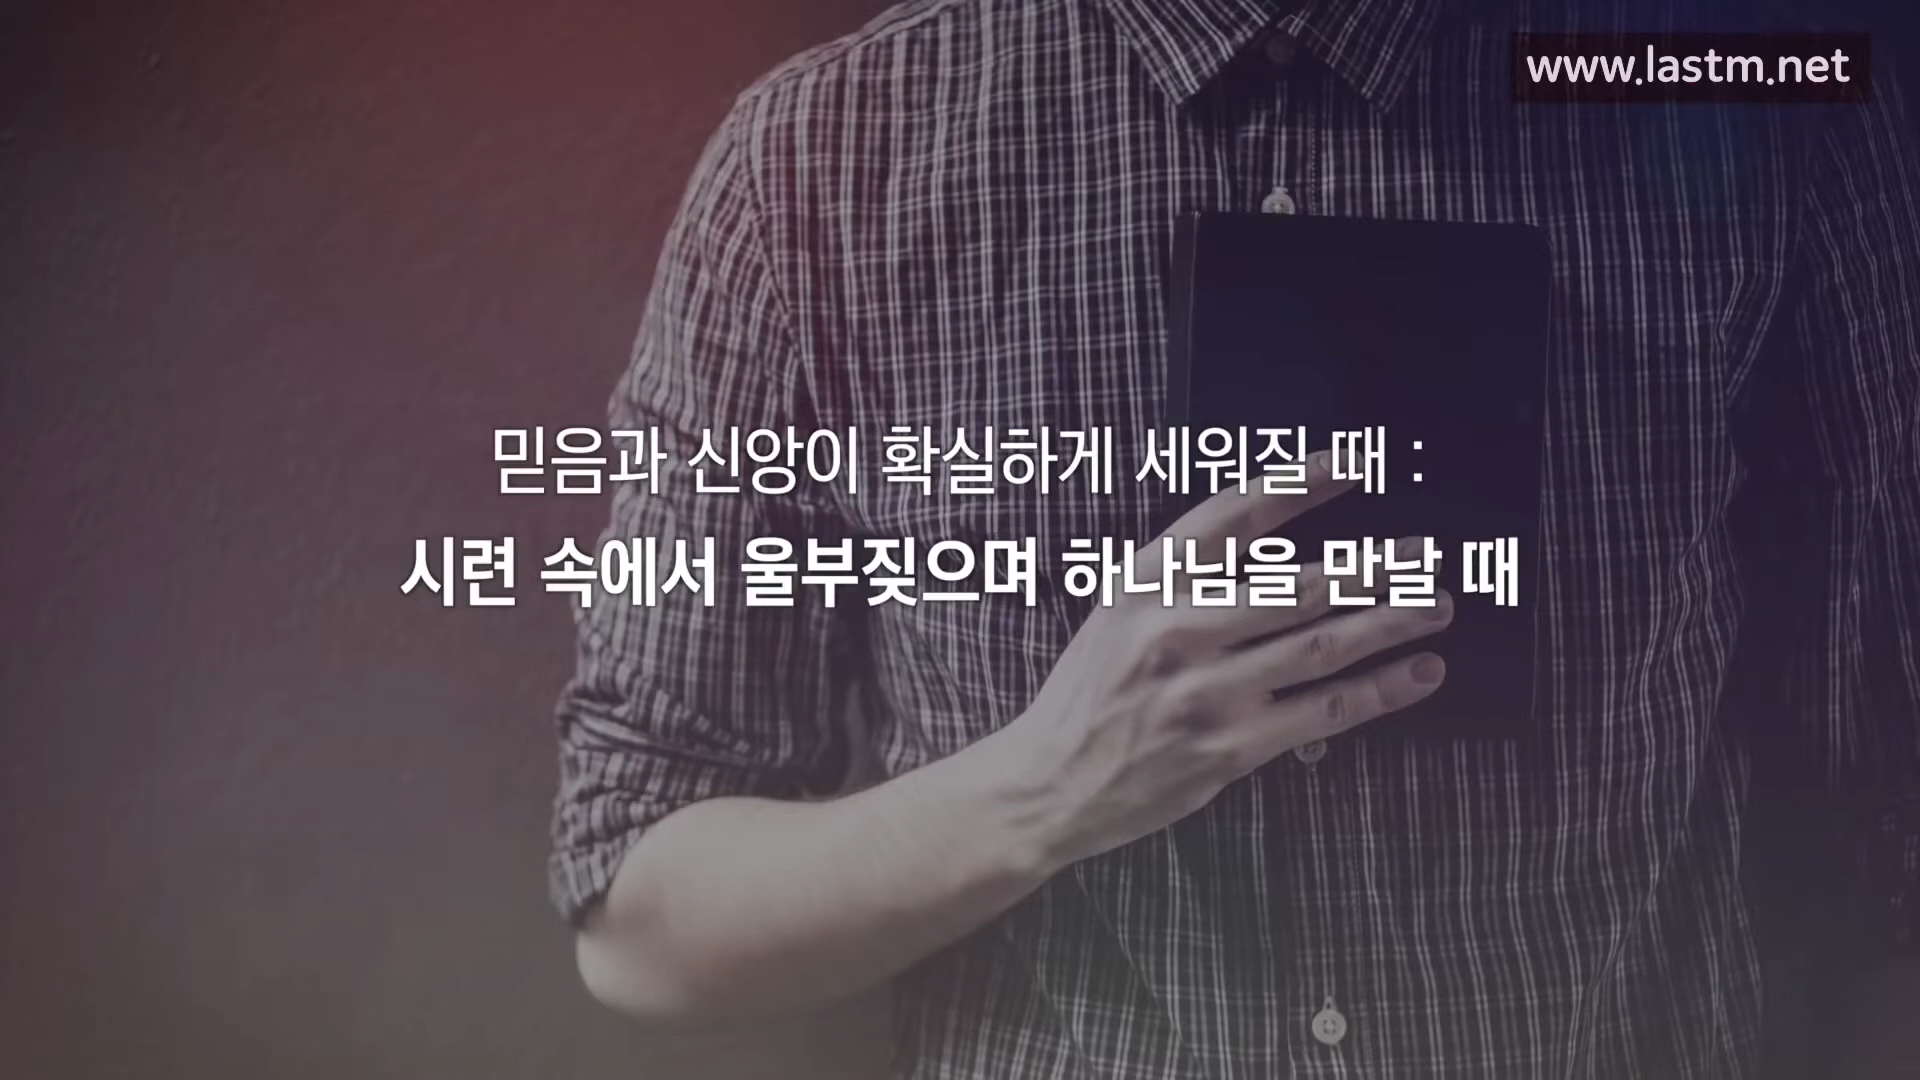 www.lastm.net
믿음과 신앙이 확실하게 세워질 때 :
시련 속에서 울부짖으며 하나님을 만날 때